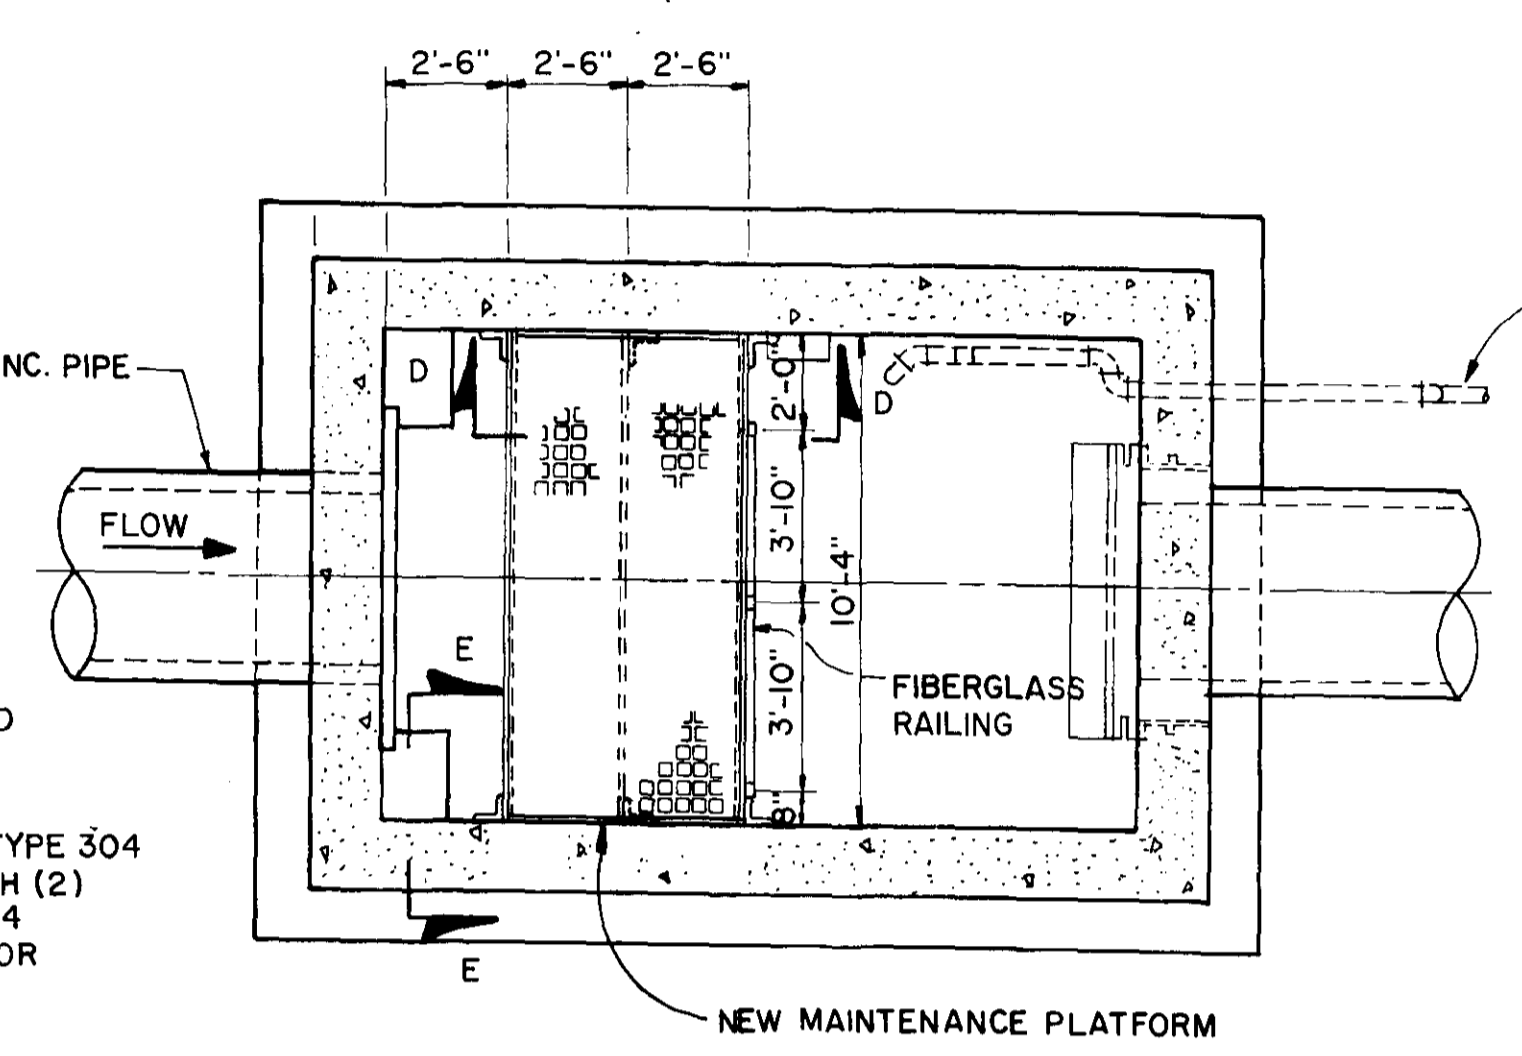 2'-6" 2'-6" 2'-6"
NC. PIPE
D
D
2'-0"
FLOW
3'-10"
10'-4"
E
3'-10"
FIBERGLASS
RAILING
8"
TYPE 304
H (2)
4
OR
E
NEW MAINTENANCE PLATFORM